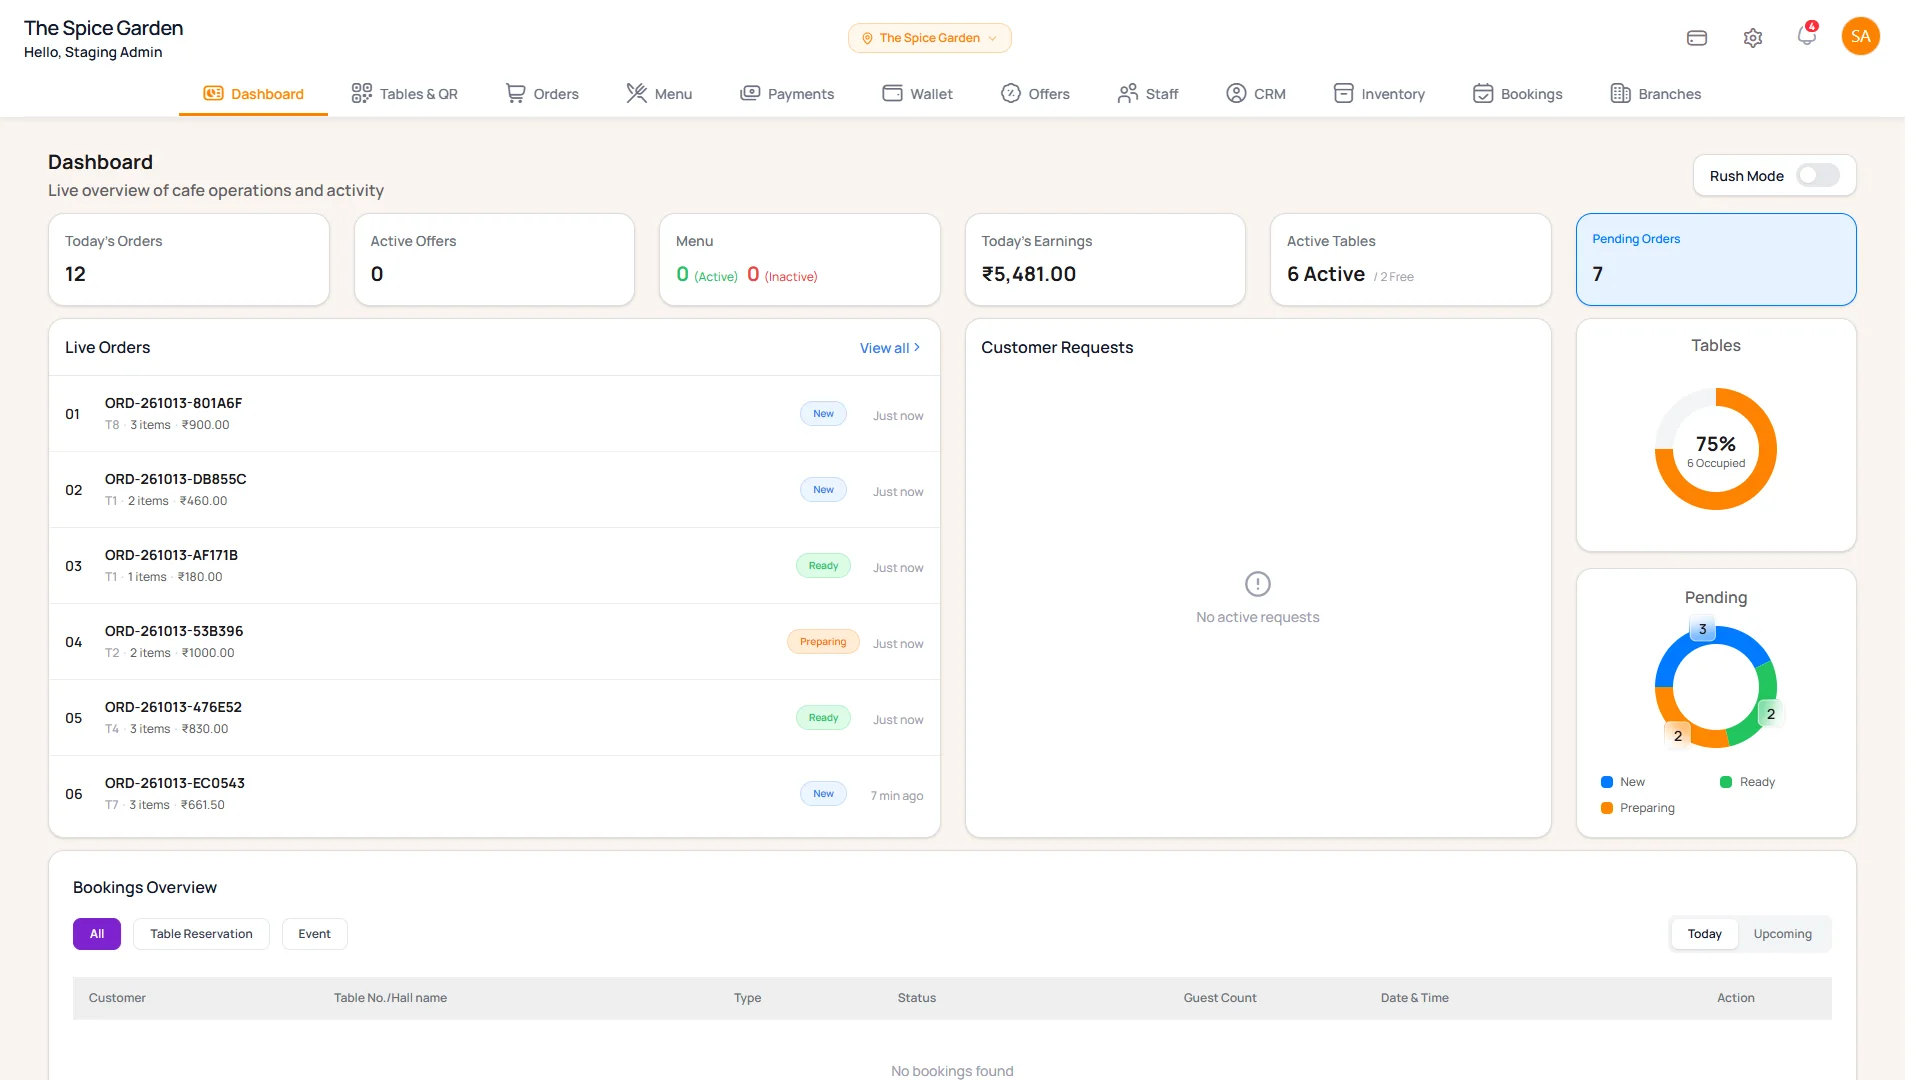 The Spice Garden
Hello, Staging Admin
The Spice Garden
4
SA
Dashboard
Tables & QR
Orders
Menu
Payments
Wallet
Offers
Staff
CRM
Inventory
Bookings
Branches
Dashboard
Live overview of cafe operations and activity
Rush Mode
Today's Orders
12
Active Offers
0
Menu
0 (Active) 0 (Inactive)
Today's Earnings
₹5,481.00
Active Tables
6 Active / 2 Free
Pending Orders
7
Live Orders
View all
01
ORD-261013-801A6F
T8 · 3 items · ₹900.00
New
Just now
02
ORD-261013-DB855C
T1 · 2 items · ₹460.00
New
Just now
03
ORD-261013-AF171B
T1 · 1 items · ₹180.00
Ready
Just now
04
ORD-261013-53B396
T2 · 2 items · ₹1000.00
Preparing
Just now
05
ORD-261013-476E52
T4 · 3 items · ₹830.00
Ready
Just now
06
ORD-261013-EC0543
T7 · 3 items · ₹661.50
New
7 min ago
Customer Requests
No active requests
Tables
75%
6 Occupied
Pending
3
2
2
New
Ready
Preparing
Bookings Overview
All
Table Reservation
Event
Today
Upcoming
Customer
Table No./Hall name
Type
Status
Guest Count
Date & Time
Action
No bookings found